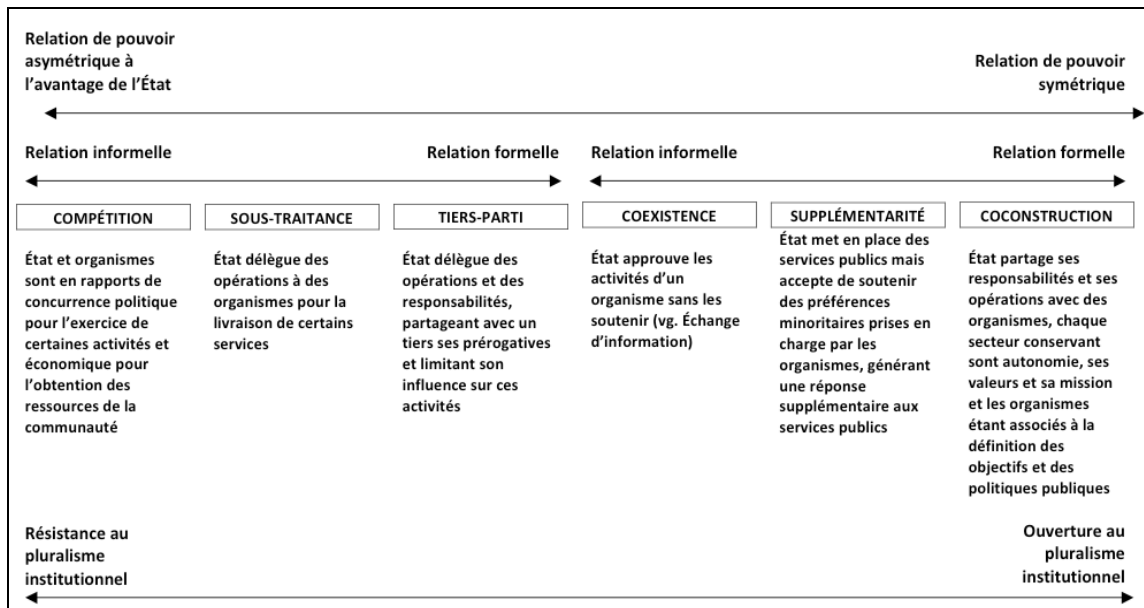 Relation de pouvoir
asymétrique à
l’avantage de l’État
Relation de pouvoir
symétrique
Relation informelle
Relation formelle
Relation informelle
Relation formelle
COMPÉTITION
État et organismes
sont en rapports de
concurrence politique
pour l’exercice de
certaines activités et
économique pour
l’obtention des
ressources de la
communauté
SOUS-TRAITANCE
État délègue des
opérations à des
organismes pour la
livraison de certains
services
TIERS-PARTI
État délègue des
opérations et des
responsabilités,
partageant avec un
tiers ses prérogatives
et limitant son
influence sur ces
activités
COEXISTENCE
État approuve les
activités d’un
organisme sans les
soutenir (vg. Échange
d’information)
SUPPLÉMENTARITÉ
État met en place des
services publics mais
accepte de soutenir
des préférences
minoritaires prises en
charge par les
organismes, générant
une réponse
supplémentaire aux
services publics
COCONSTRUCTION
État partage ses
responsabilités et ses
opérations avec des
organismes, chaque
secteur conservant
sont autonomie, ses
valeurs et sa mission
et les organismes
étant associés à la
définition des
objectifs et des
politiques publiques
Résistance au
pluralisme
institutionnel
Ouverture au
pluralisme
institutionnel